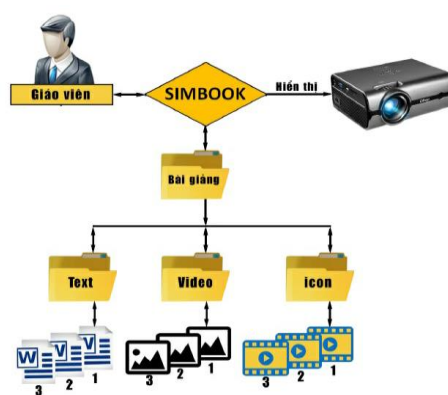 Giáo viên
SIMBOOK
Hiển thị
Bài giảng
Text
Video
icon
W
3
2
1
3
2
1
3
2
1